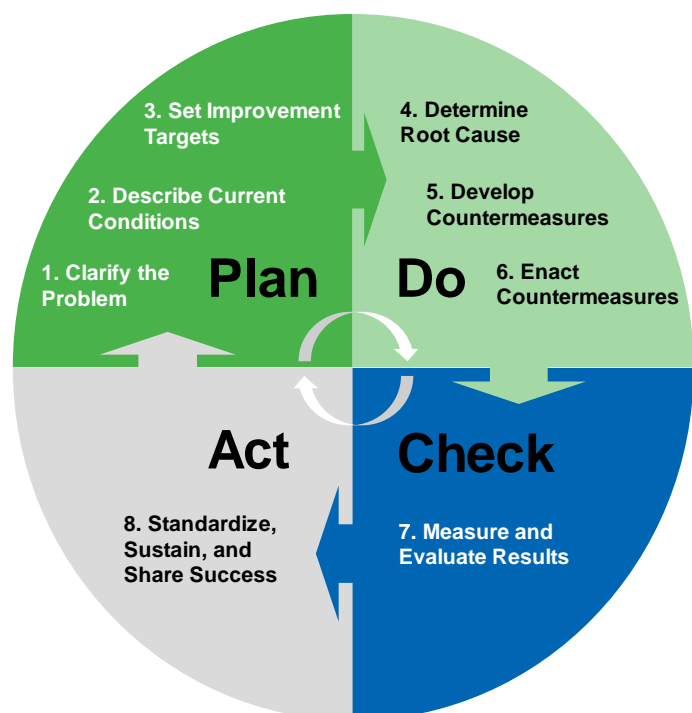 3. Set Improvement
Targets
2. Describe Current
Conditions
1. Clarify the
Problem
Plan
4. Determine
Root Cause
5. Develop
Countermeasures
6. Enact
Countermeasures
Do
Check
7. Measure and
Evaluate Results
Act
8. Standardize,
Sustain, and
Share Success